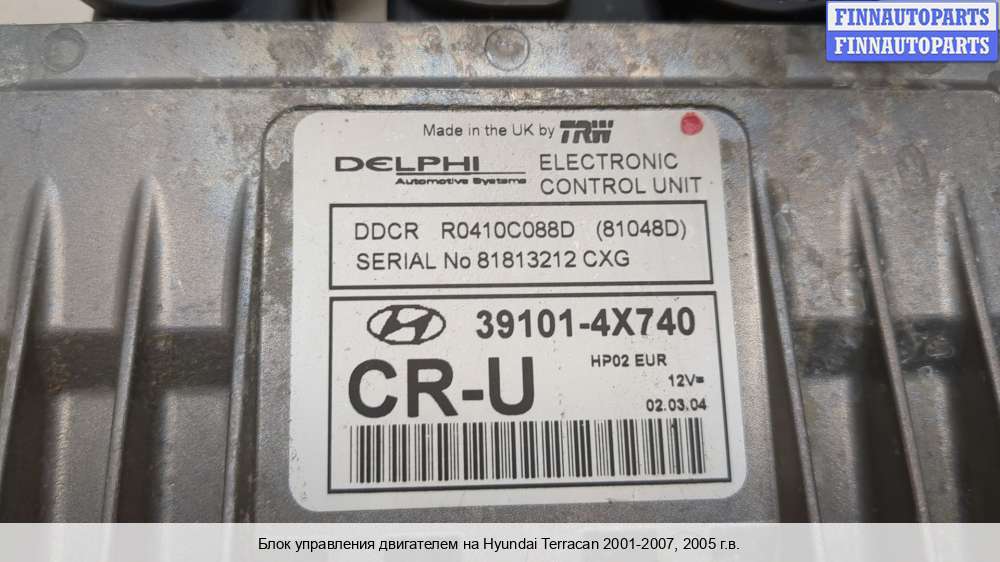 FINNAUTOPARTS
FINNAUTOPARTS
Made in the UK by TRW
DELPHI
Automotive Systems
ELECTRONIC
CONTROL UNIT
DDCR R0410C088D (81048D)
SERIAL No 81813212 CXG
39101-4X740
CR-U
HP02 EUR
12V=
02.03.04
Блок управления двигателем на Hyundai Terracan 2001-2007, 2005 г.в.